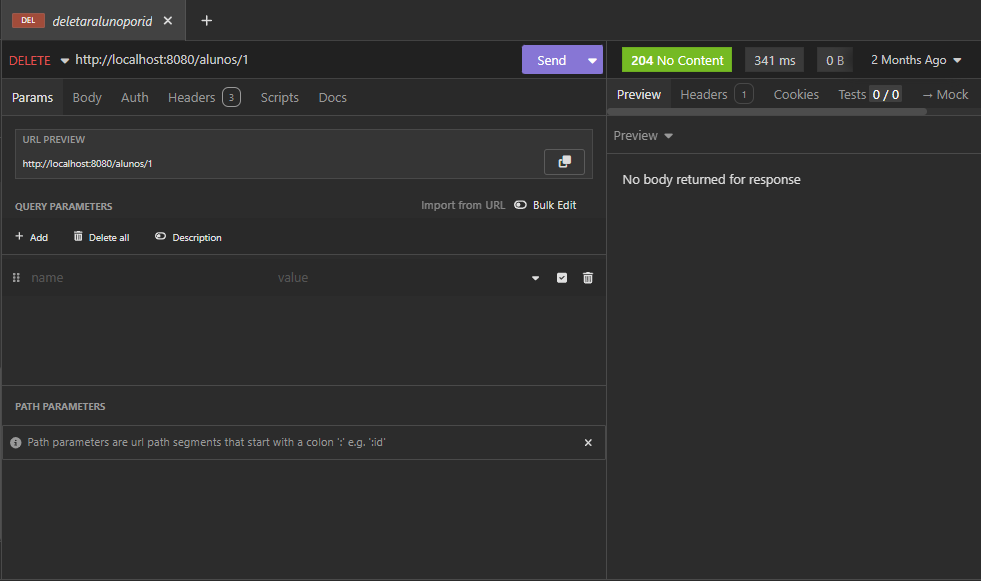 DEL deletaralunoporid
DELETE http://localhost:8080/alunos/1 Send
204 No Content 341 ms 0 B 2 Months Ago
Params Body Auth Headers 3 Scripts Docs
Preview Headers 1 Cookies Tests 0 / 0 → Mock
URL PREVIEW
http://localhost:8080/alunos/1
Preview
No body returned for response
QUERY PARAMETERS Import from URL Bulk Edit
+ Add Delete all Description
name value
PATH PARAMETERS
Path parameters are url path segments that start with a colon ':' e.g. ':id'